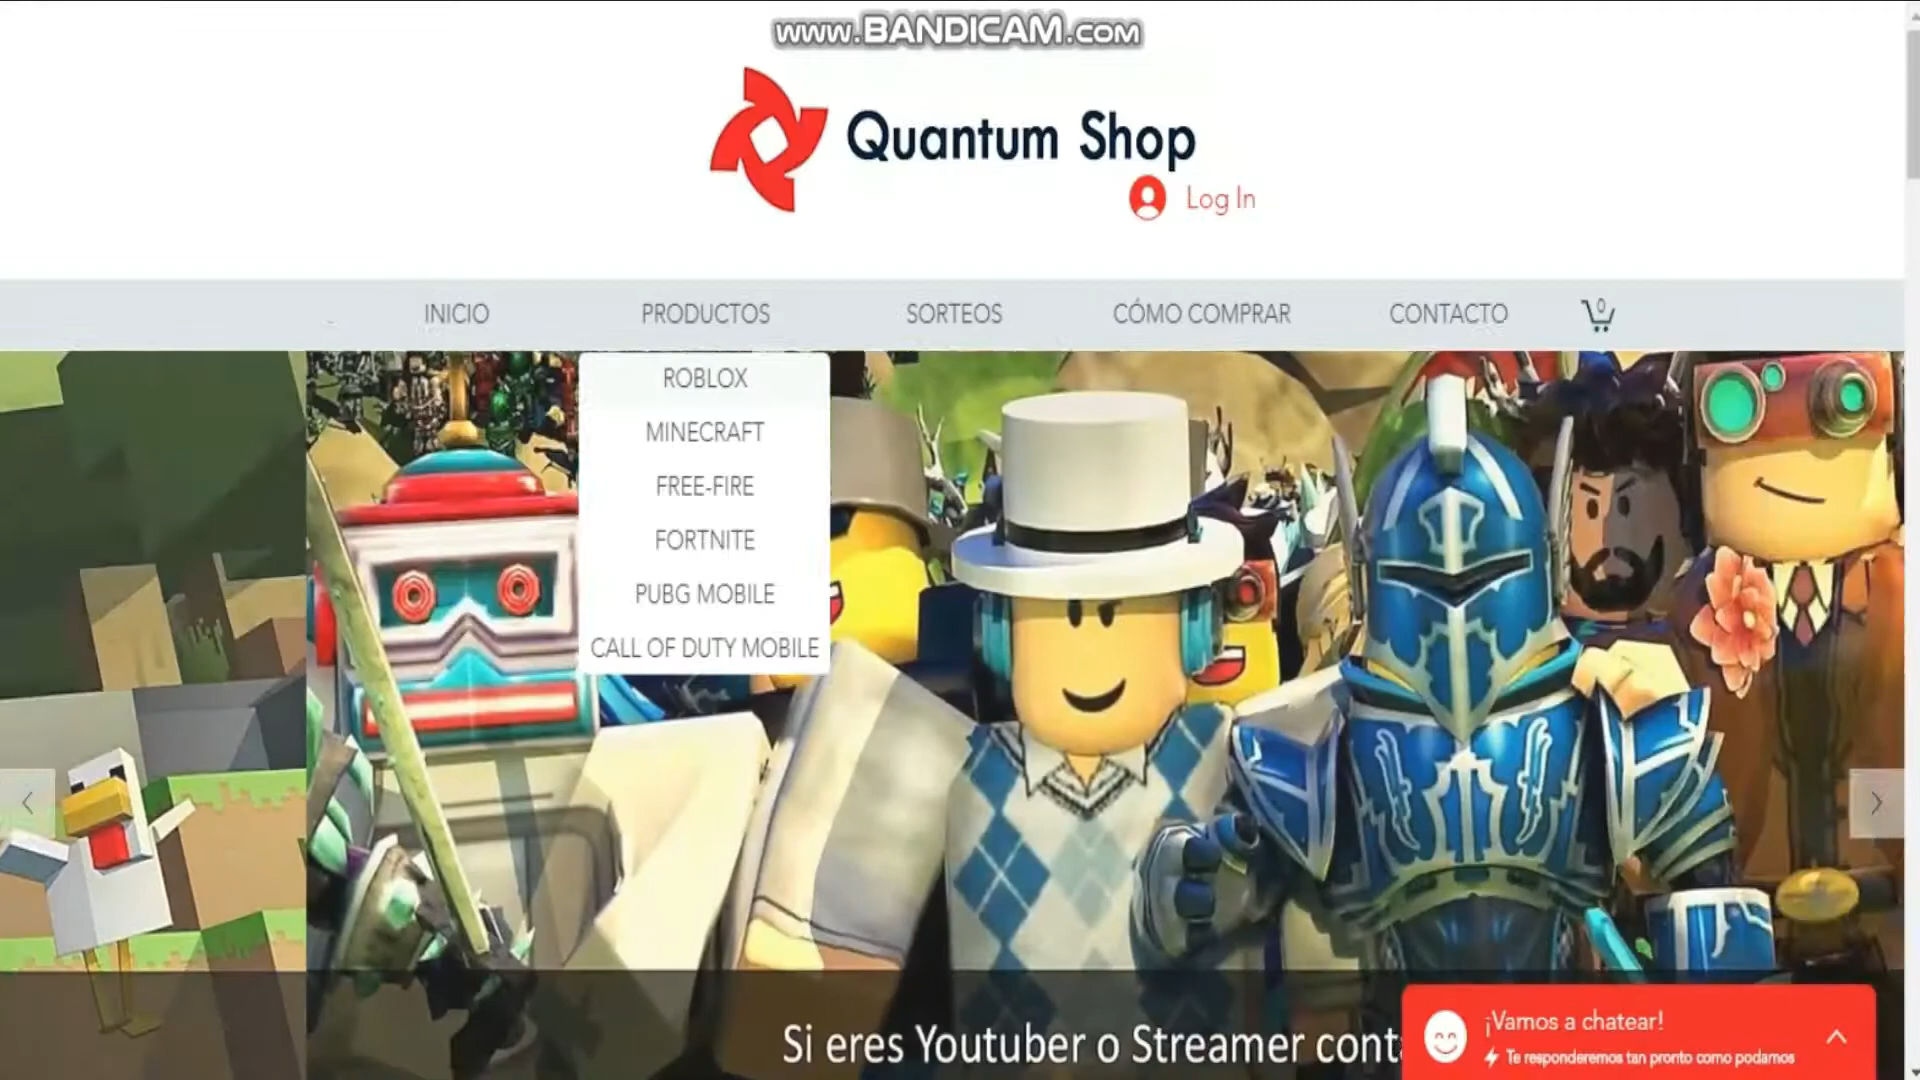 www.BANDICAM.com
Quantum Shop
Log In
INICIO PRODUCTOS SORTEOS CÓMO COMPRAR CONTACTO 0
ROBLOX
MINECRAFT
FREE-FIRE
FORTNITE
PUBG MOBILE
CALL OF DUTY MOBILE
Si eres Youtuber o Streamer conta
¡Vamos a chatear!
Te responderemos tan pronto como podamos